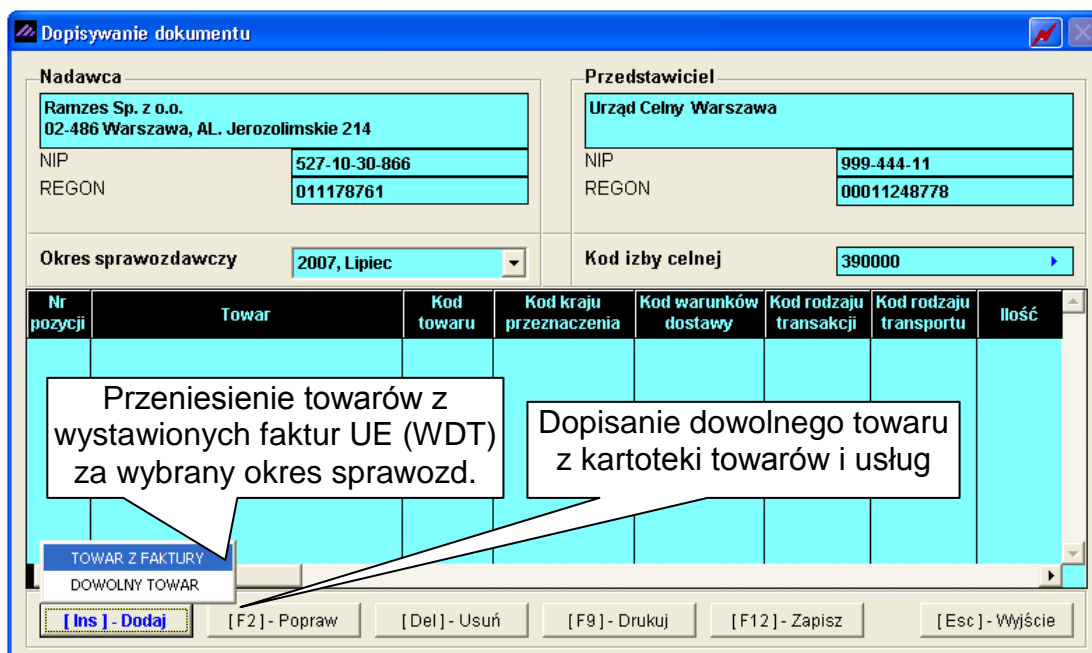 Dopisywanie dokumentu
Nadawca
Ramzes Sp. z o.o.
02-486 Warszawa, AL. Jerozolimskie 214
NIP 527-10-30-866
REGON 011178761
Przedstawiciel
Urząd Celny Warszawa
NIP 999-444-11
REGON 00011248778
Okres sprawozdawczy 2007, Lipiec
Kod izby celnej 390000
Nr pozycji
Towar
Kod towaru
Kod kraju przeznaczenia
Kod warunków dostawy
Kod rodzaju transakcji
Kod rodzaju transportu
Ilość
Przeniesienie towarów z
wystawionych faktur UE (WDT)
za wybrany okres sprawozd.
Dopisanie dowolnego towaru
z kartoteki towarów i usług
TOWAR Z FAKTURY
DOWOLNY TOWAR
[ Ins ] - Dodaj
[ F2 ] - Popraw
[ Del ] - Usuń
[ F9 ] - Drukuj
[ F12 ] - Zapisz
[ Esc ] - Wyjście